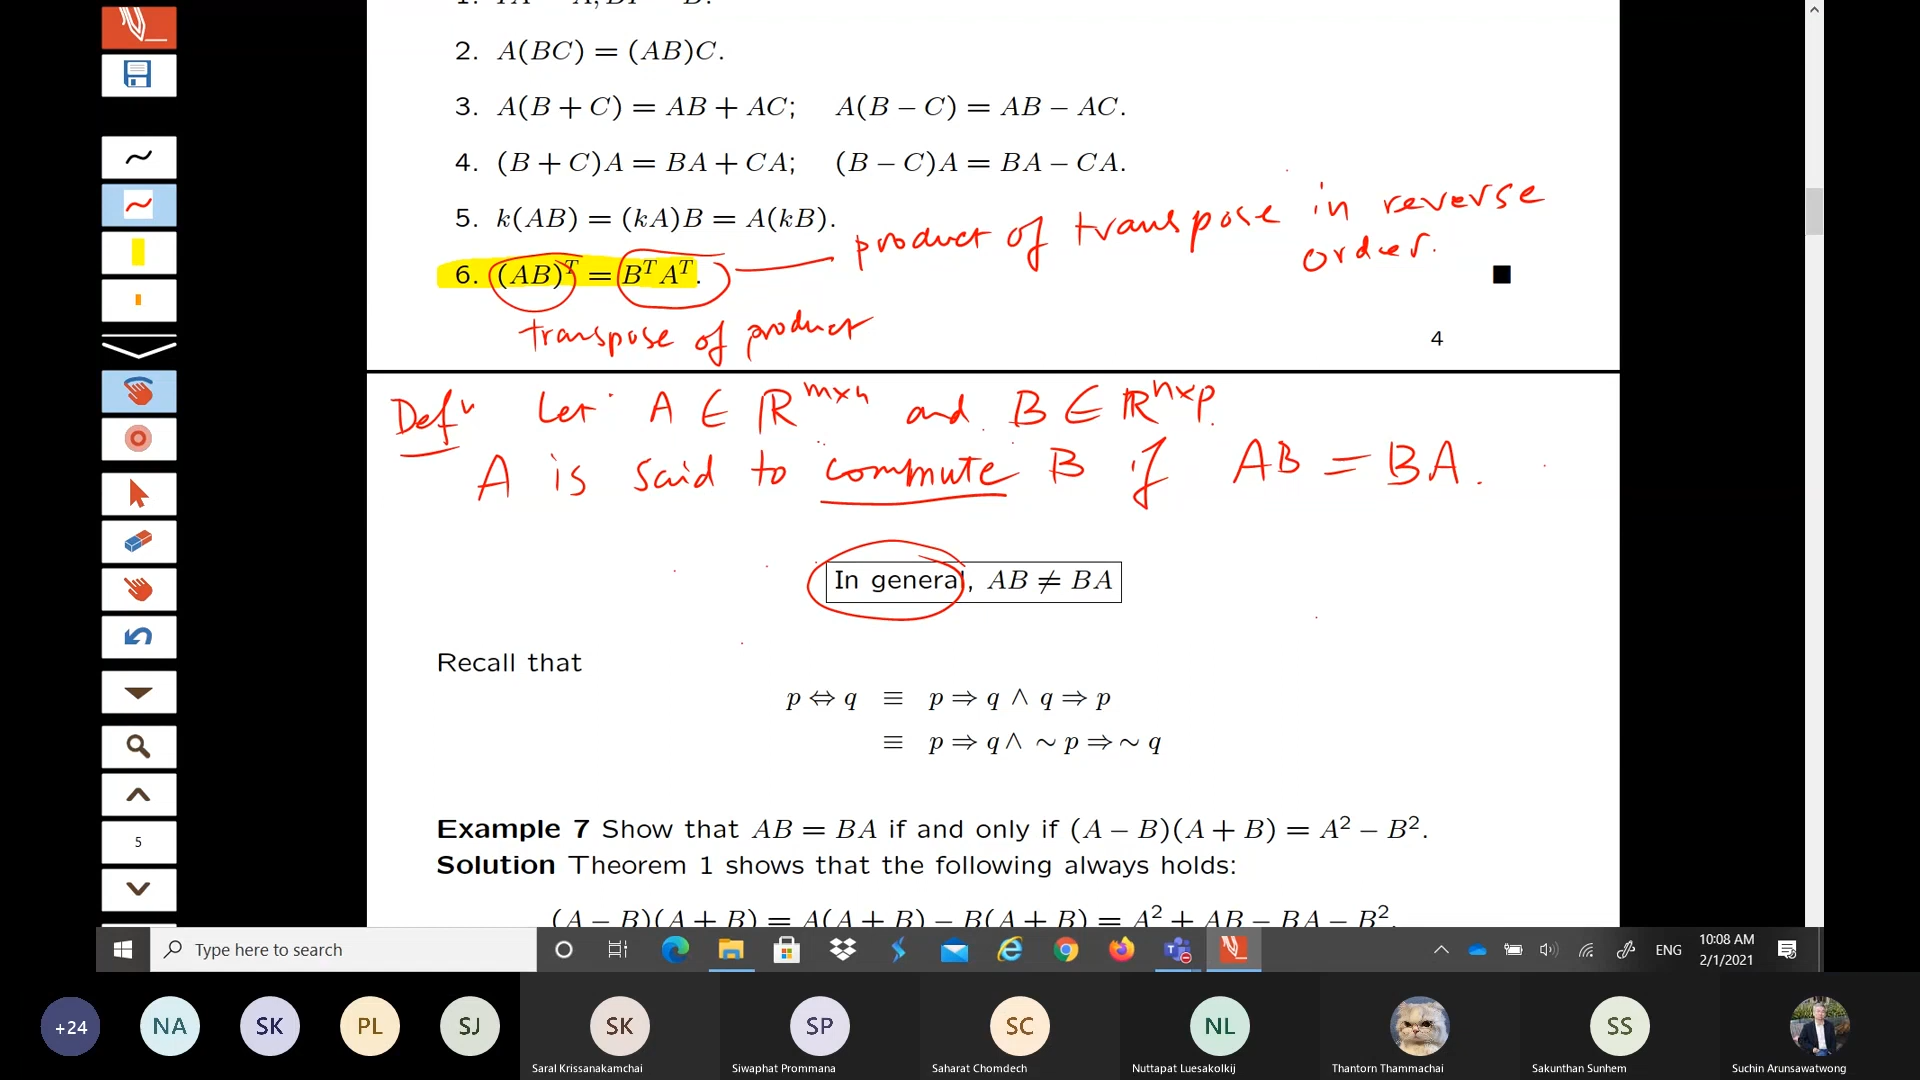 2. A(BC) = (AB)C.
3. A(B + C) = AB + AC; A(B − C) = AB − AC.
4. (B + C)A = BA + CA; (B − C)A = BA − CA.
5. k(AB) = (kA)B = A(kB).
product of transpose in reverse
order.
6. (AB)ᵀ = BᵀAᵀ. ■
transpose of product
4
Defⁿ Let A ∈ ℝᵐˣⁿ and B ∈ ℝⁿˣᵖ.
A is said to commute B if AB = BA.
In general, AB ≠ BA
Recall that
p ⇔ q ≡ p ⇒ q ∧ q ⇒ p
≡ p ⇒ q∧ ∼ p ⇒∼ q
Example 7 Show that AB = BA if and only if (A − B)(A + B) = A² − B².
Solution Theorem 1 shows that the following always holds:
(A − B)(A + B) = A(A + B) − B(A + B) = A² + AB − BA − B².
5
Type here to search
ENG
10:08 AM
2/1/2021
+24 NA SK PL SJ SK SP SC NL SS
Saral Krissanakamchai Siwaphat Prommana Saharat Chomdech Nuttapat Luesakolkij Thantorn Thammachai Sakunthan Sunhem Suchin Arunsawatwong